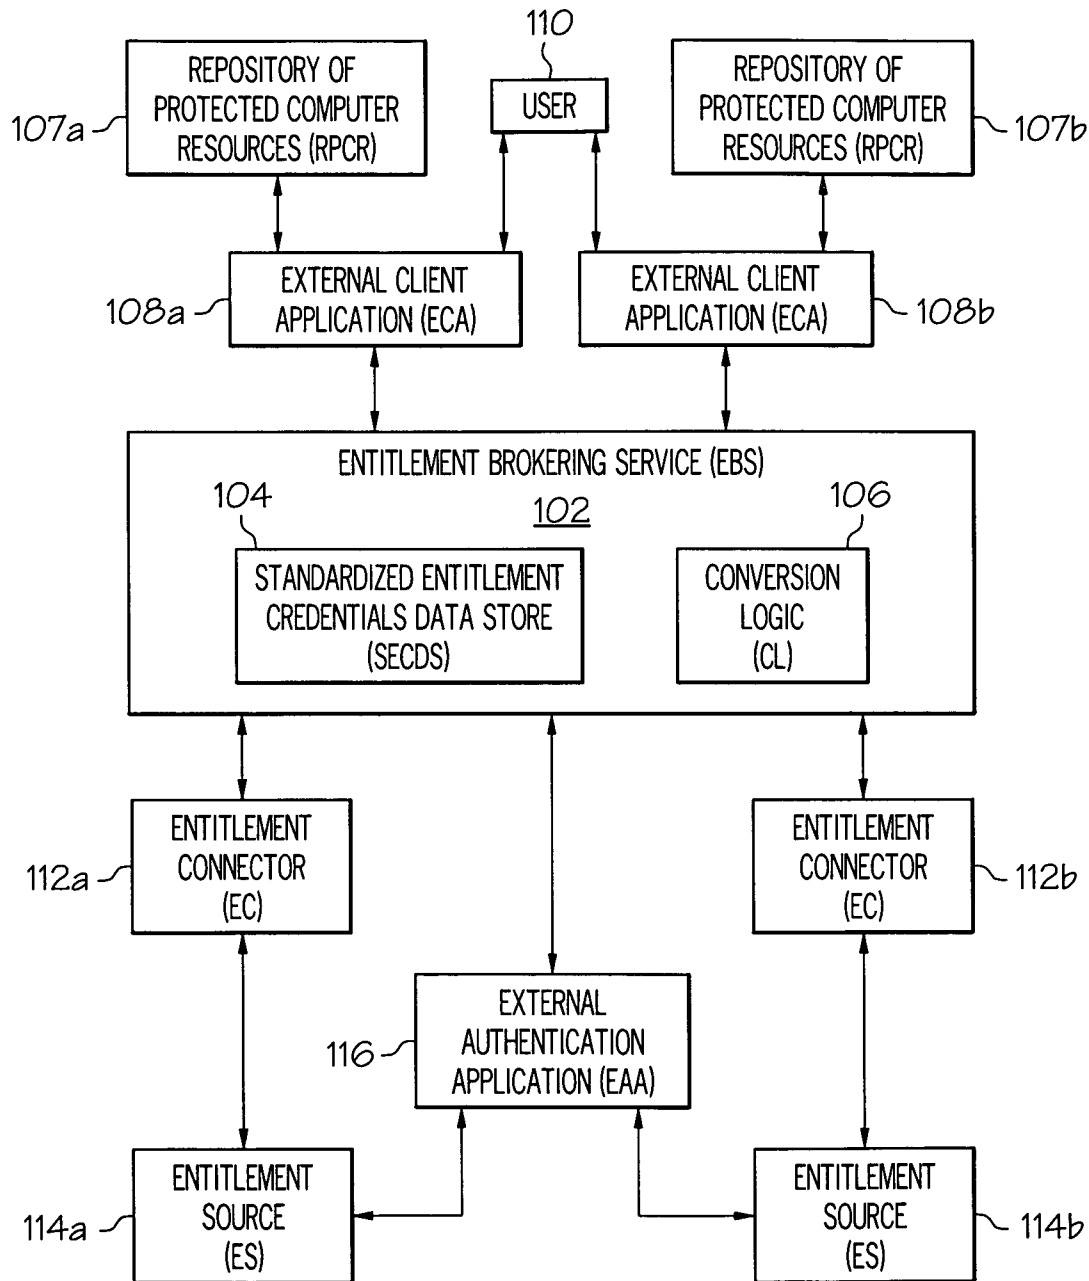 110
REPOSITORY OF
PROTECTED COMPUTER
RESOURCES (RPCR)
107a
USER
REPOSITORY OF
PROTECTED COMPUTER
RESOURCES (RPCR)
107b
EXTERNAL CLIENT
APPLICATION (ECA)
108a
EXTERNAL CLIENT
APPLICATION (ECA)
108b
ENTITLEMENT BROKERING SERVICE (EBS)
102
104
STANDARDIZED ENTITLEMENT
CREDENTIALS DATA STORE
(SECDS)
106
CONVERSION
LOGIC
(CL)
ENTITLEMENT
CONNECTOR
(EC)
112a
ENTITLEMENT
CONNECTOR
(EC)
112b
EXTERNAL
AUTHENTICATION
APPLICATION (EAA)
116
ENTITLEMENT
SOURCE
(ES)
114a
ENTITLEMENT
SOURCE
(ES)
114b